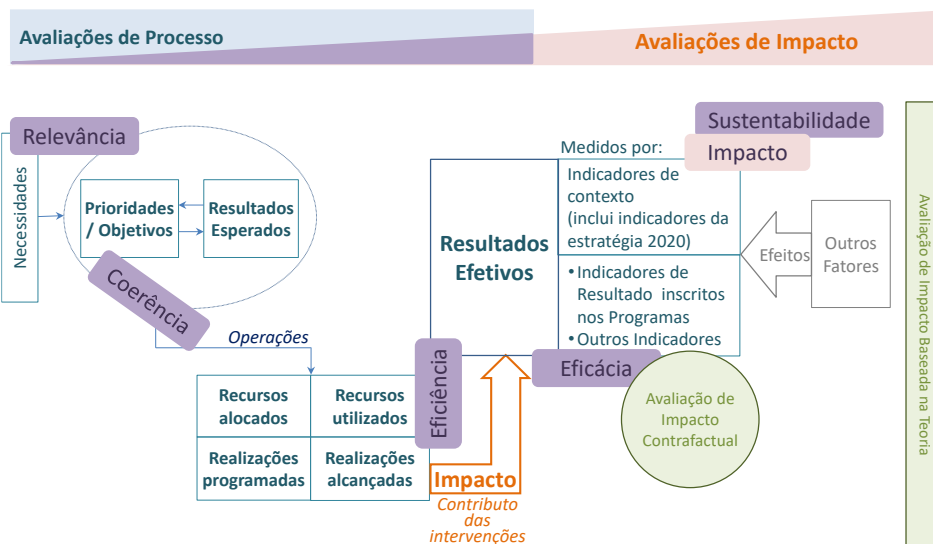 Avaliações de Processo
Avaliações de Impacto
Relevância
Necessidades
Prioridades
/ Objetivos
Resultados
Esperados
Coerência
Operações
Recursos
alocados
Recursos
utilizados
Realizações
programadas
Realizações
alcançadas
Eficiência
Impacto
Contributo
das
intervenções
Resultados
Efetivos
Medidos por:
Indicadores de
contexto
(inclui indicadores da
estratégia 2020)
•Indicadores de
Resultado inscritos
nos Programas
•Outros Indicadores
Eficácia
Sustentabilidade
Impacto
Efeitos
Outros
Fatores
Avaliação de
Impacto
Contrafactual
Avaliação de Impacto Baseada na Teoria